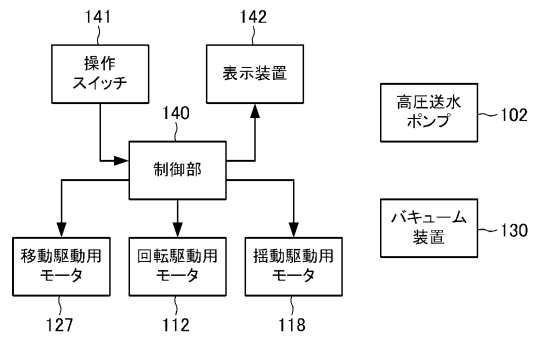 141
操作
スイッチ
142
表示装置
140
制御部
高圧送水
ポンプ
102
バキューム
装置
130
移動駆動用
モータ
127
回転駆動用
モータ
112
揺動駆動用
モータ
118